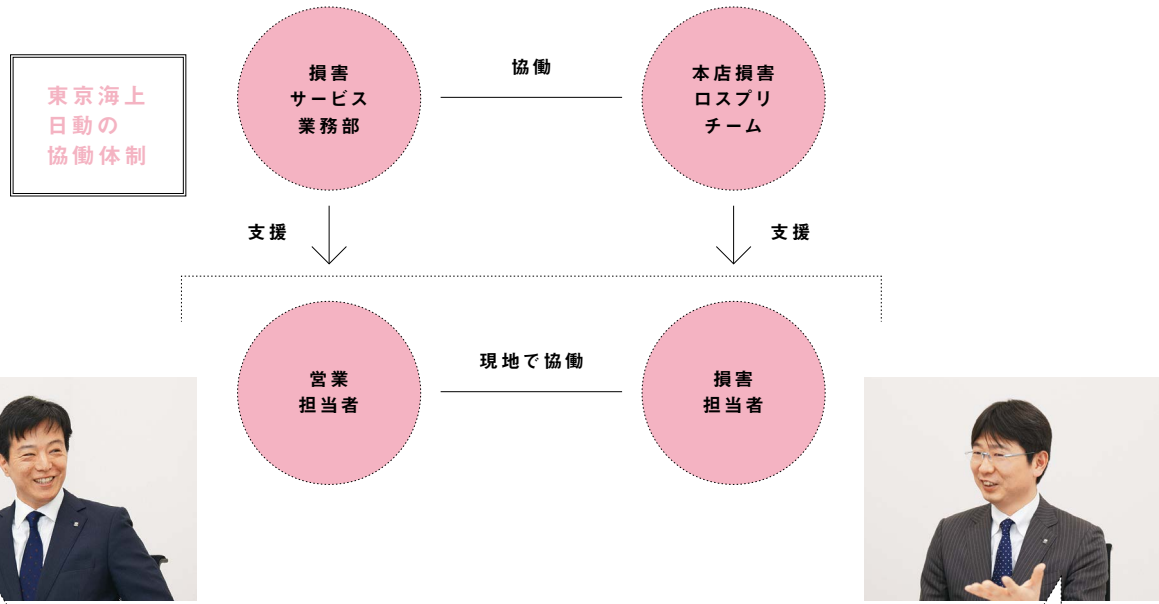 東京海上
日動の
協働体制
損害
サービス
業務部
協働
本店損害
ロスプリ
チーム
支援
支援
営業
担当者
現地で協働
損害
担当者